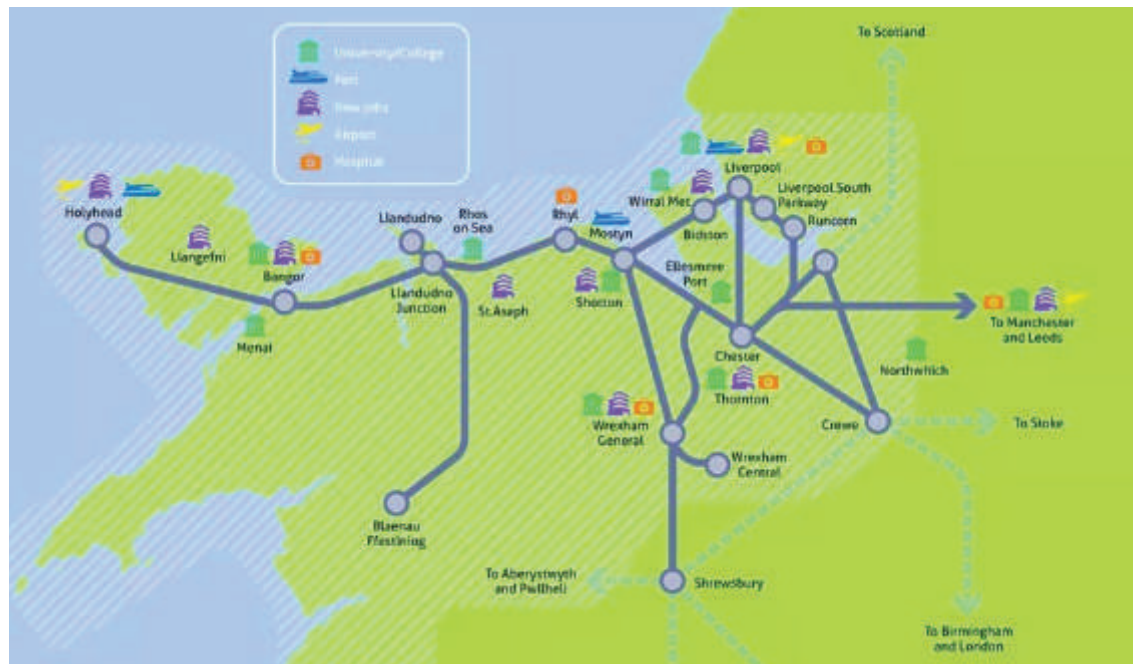 University/College
Port
New Jobs
Airport
Hospital
To Scotland
Holyhead
Llangefni
Bangor
Menai
Llandudno
Llandudno
Junction
Rhos
on Sea
St.Asaph
Rhyl
Mostyn
Shotton
Wirral Met
Bidston
Liverpool
Liverpool South
Parkway
Runcorn
Ellesmere
Port
Chester
Thornton
To Manchester
and Leeds
Northwhich
Wrexham
General
Wrexham
Central
Crewe
To Stoke
Blaenau
Ffestiniog
To Aberystwyth
and Pwllheli
Shrewsbury
To Birmingham
and London